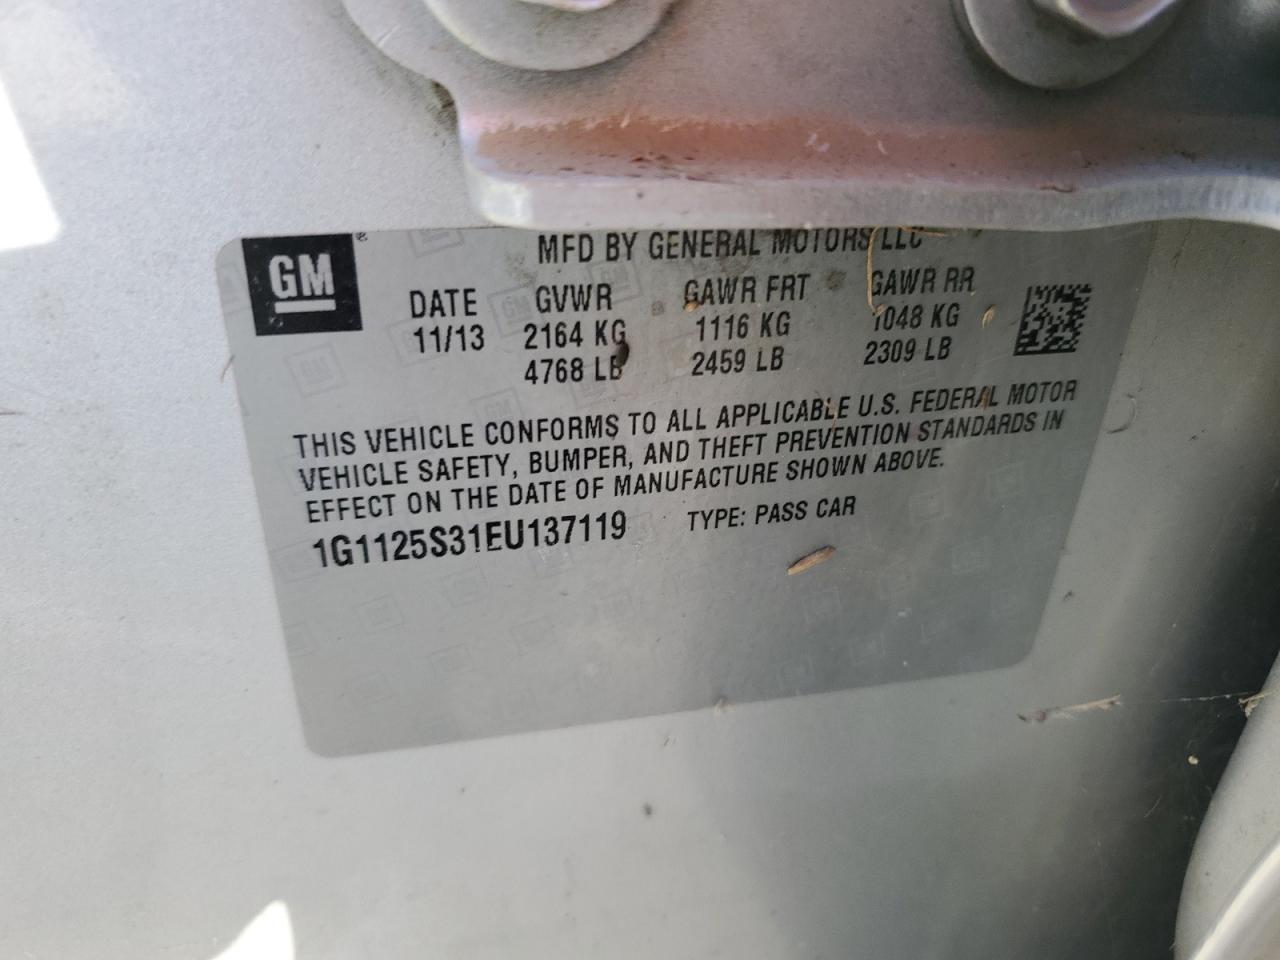 GM ®
MFD BY GENERAL MOTORS LLC
DATE GVWR GAWR FRT GAWR RR
11/13 2164 KG 1116 KG 1048 KG
4768 LB 2459 LB 2309 LB
THIS VEHICLE CONFORMS TO ALL APPLICABLE U.S. FEDERAL MOTOR
VEHICLE SAFETY, BUMPER, AND THEFT PREVENTION STANDARDS IN
EFFECT ON THE DATE OF MANUFACTURE SHOWN ABOVE.
1G1125S31EU137119 TYPE: PASS CAR